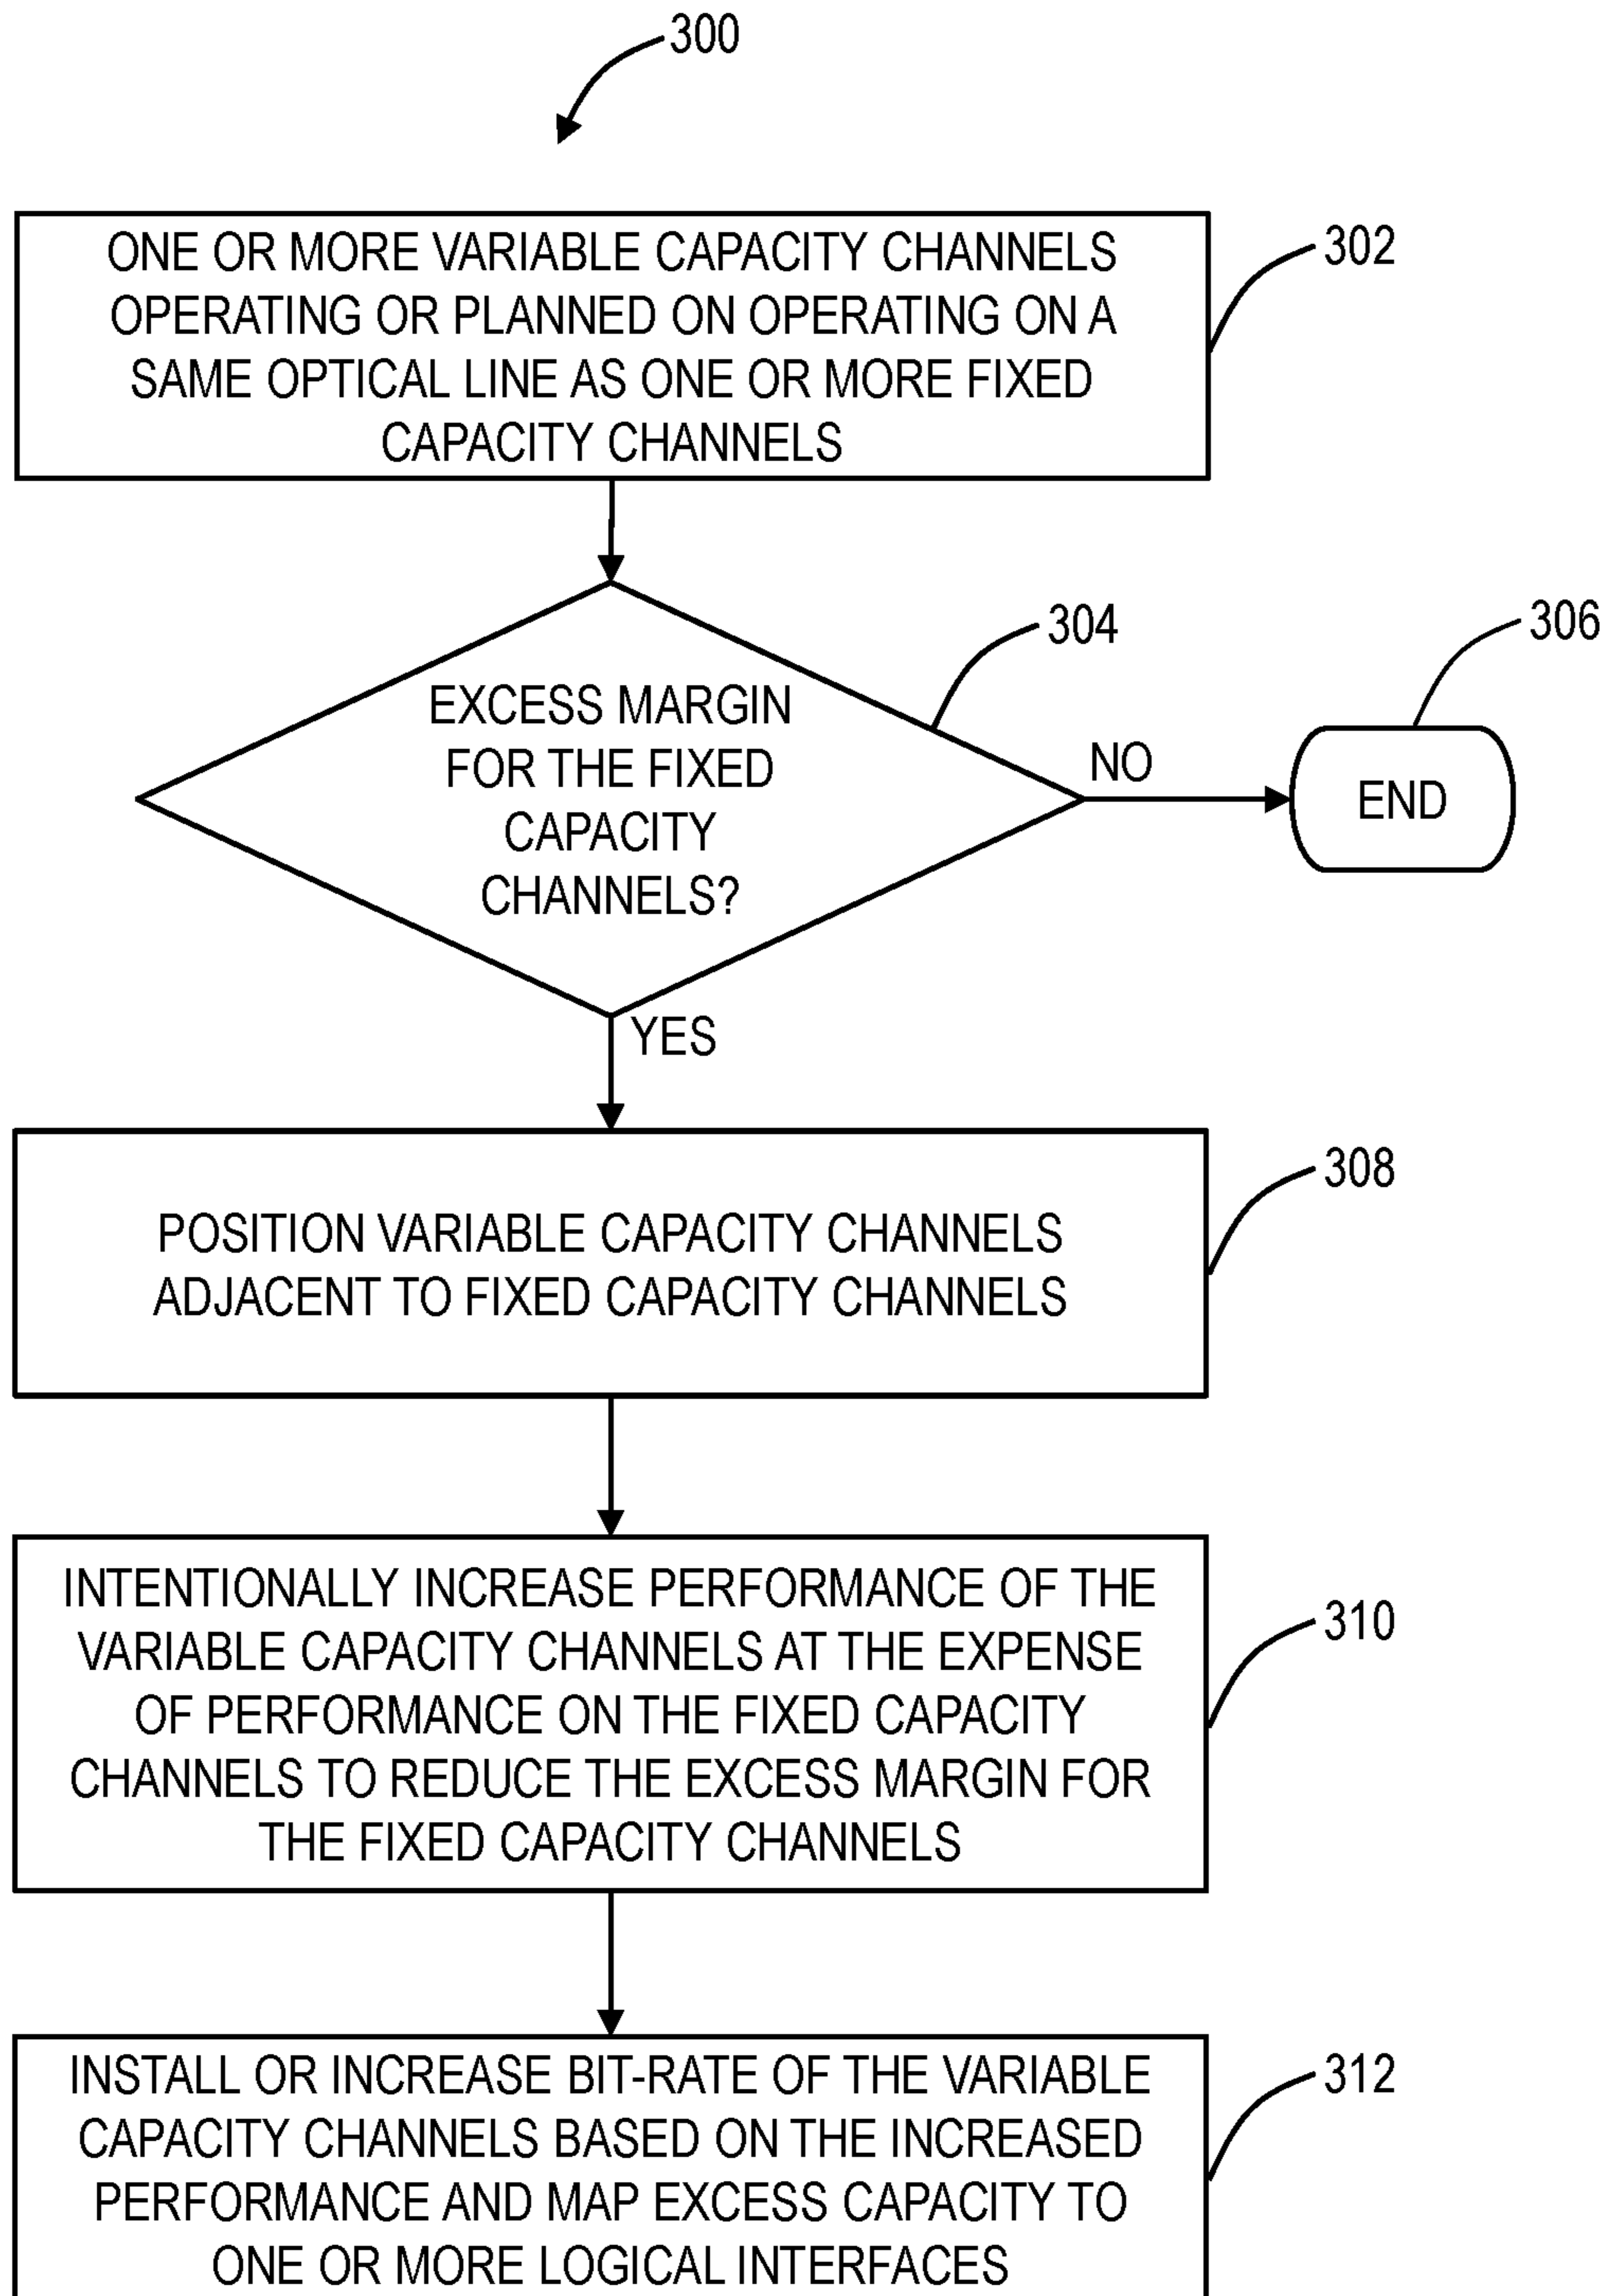 300
ONE OR MORE VARIABLE CAPACITY CHANNELS
OPERATING OR PLANNED ON OPERATING ON A
SAME OPTICAL LINE AS ONE OR MORE FIXED
CAPACITY CHANNELS
302
EXCESS MARGIN
FOR THE FIXED
CAPACITY
CHANNELS?
304
NO
END
306
YES
POSITION VARIABLE CAPACITY CHANNELS
ADJACENT TO FIXED CAPACITY CHANNELS
308
INTENTIONALLY INCREASE PERFORMANCE OF THE
VARIABLE CAPACITY CHANNELS AT THE EXPENSE
OF PERFORMANCE ON THE FIXED CAPACITY
CHANNELS TO REDUCE THE EXCESS MARGIN FOR
THE FIXED CAPACITY CHANNELS
310
INSTALL OR INCREASE BIT-RATE OF THE VARIABLE
CAPACITY CHANNELS BASED ON THE INCREASED
PERFORMANCE AND MAP EXCESS CAPACITY TO
ONE OR MORE LOGICAL INTERFACES
312